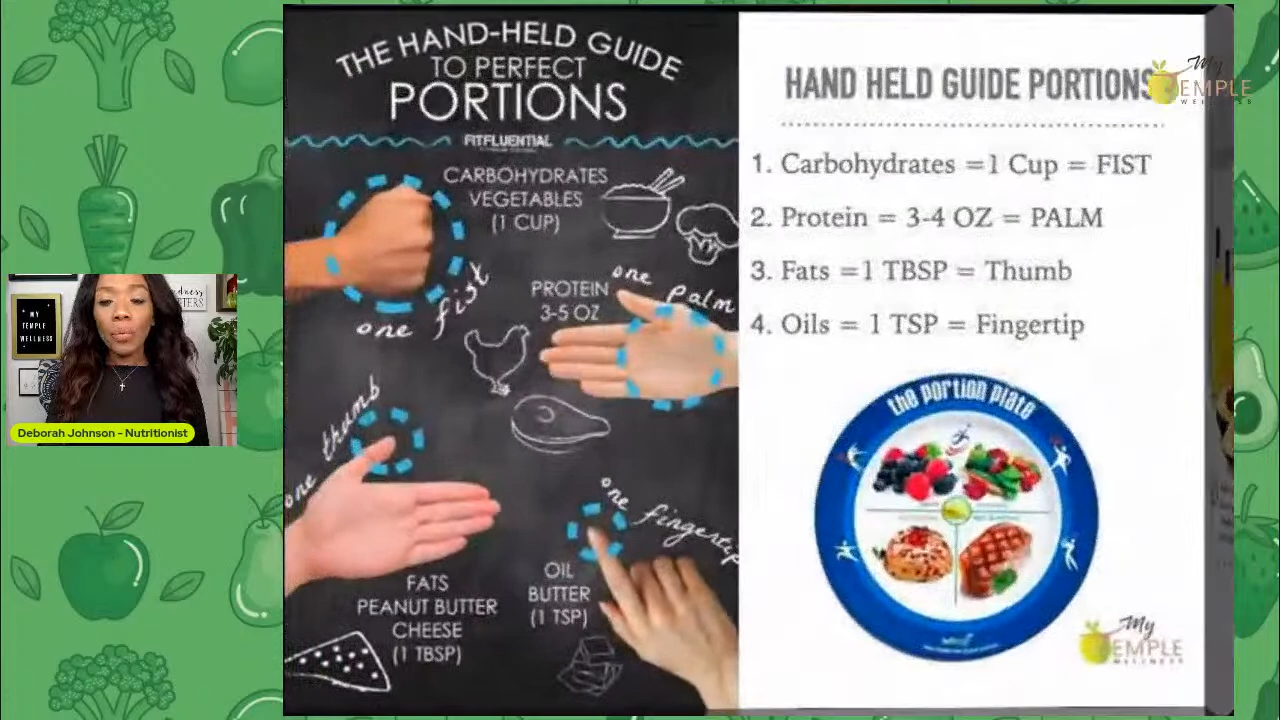 THE HAND-HELD GUIDE
TO PERFECT
PORTIONS
FITFLUENTIAL
CARBOHYDRATES
VEGETABLES
(1 CUP)
one fist
PROTEIN
3-5 OZ
one palm
one thumb
FATS
PEANUT BUTTER
CHEESE
(1 TBSP)
one fingertip
OIL
BUTTER
(1 TSP)
HAND HELD GUIDE PORTIONS
My
TEMPLE
WELLNESS
1. Carbohydrates =1 Cup = FIST
2. Protein = 3-4 OZ = PALM
3. Fats =1 TBSP = Thumb
4. Oils = 1 TSP = Fingertip
the portion plate
My
TEMPLE
WELLNESS
MY
TEMPLE
WELLNESS
Deborah Johnson - Nutritionist